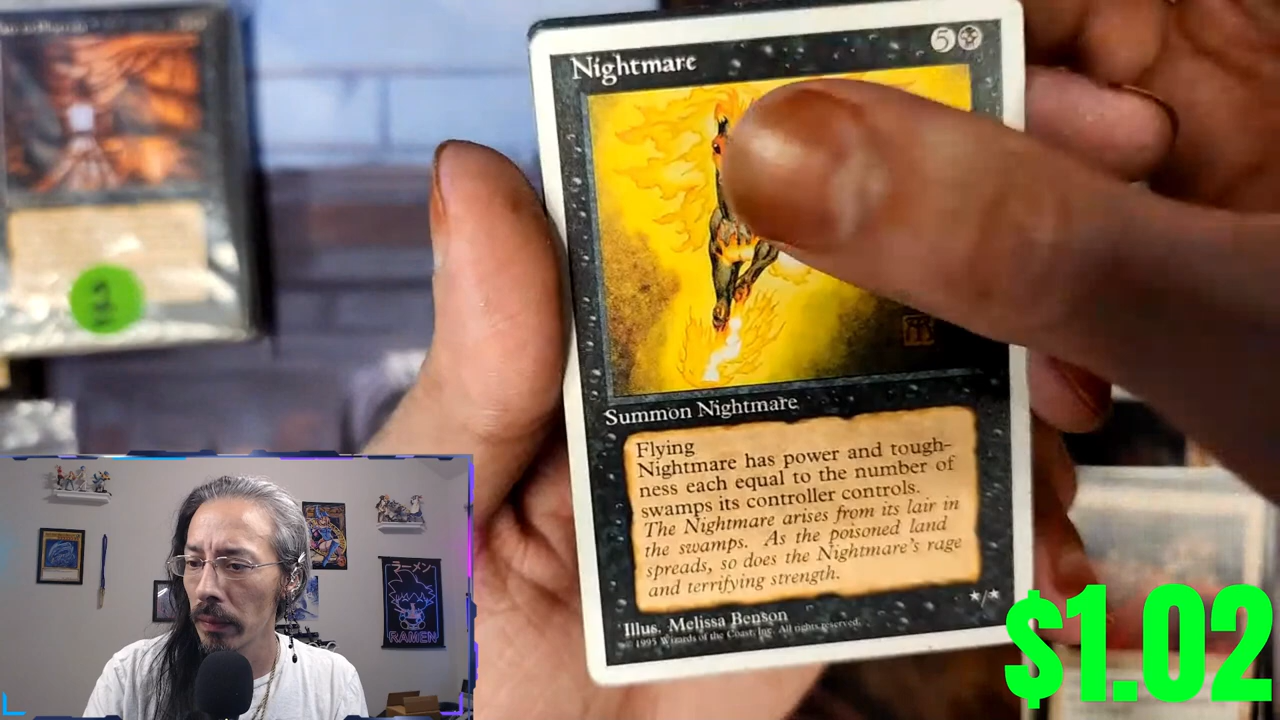 Nightmare
5
Summon Nightmare
Flying
Nightmare has power and tough-
ness each equal to the number of
swamps its controller controls.
The Nightmare arises from its lair in
the swamps. As the poisoned land
spreads, so does the Nightmare's rage
and terrifying strength.
*/*
Illus. Melissa Benson
© 1995 Wizards of the Coast, Inc. All rights reserved.
ラーメン
RAMEN
$1.02